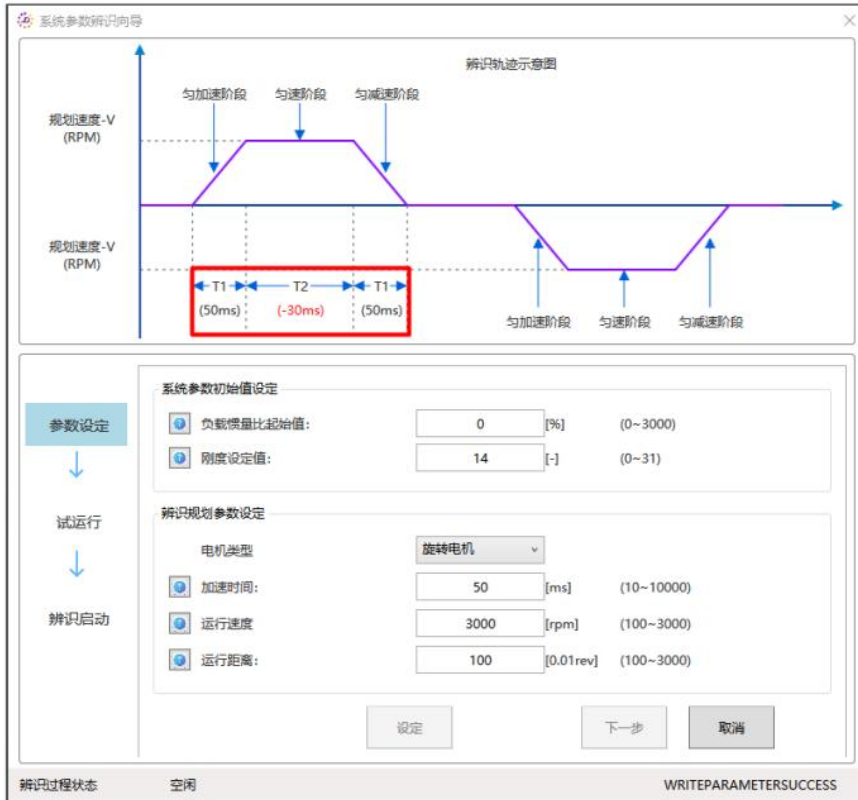 系统参数辨识向导
辨识轨迹示意图
匀加速阶段 匀速阶段 匀减速阶段
规划速度-V
(RPM)
规划速度-V
(RPM)
T1 T2 T1
(50ms) (-30ms) (50ms)
匀加速阶段 匀速阶段 匀减速阶段
系统参数初始值设定
参数设定
负载惯量比起始值: 0 [%] (0~3000)
刚度设定值: 14 [-] (0~31)
试运行
辨识规划参数设定
电机类型 旋转电机
加速时间: 50 [ms] (10~10000)
辨识启动
运行速度 3000 [rpm] (100~3000)
运行距离: 100 [0.01rev] (100~3000)
设定 下一步 取消
辨识过程状态 空闲 WRITEPARAMETERSUCCESS